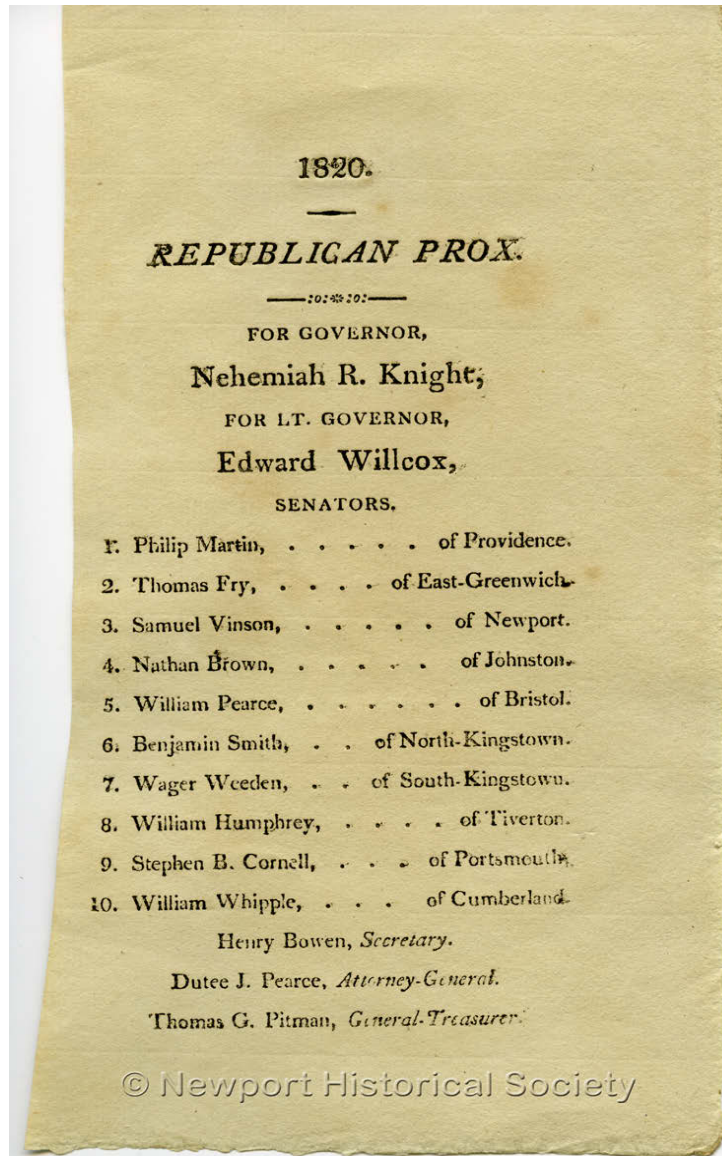 1820.
REPUBLICAN PROX.
FOR GOVERNOR,
Nehemiah R. Knight,
FOR LT. GOVERNOR,
Edward Willcox,
SENATORS.
1. Philip Martin, . . . . . of Providence.
2. Thomas Fry, . . . . of East-Greenwich.
3. Samuel Vinson, . . . . . of Newport.
4. Nathan Brown, . . . . . of Johnston.
5. William Pearce, . . . . . . of Bristol.
6. Benjamin Smith, . . of North-Kingstown.
7. Wager Weeden, . . of South-Kingstown.
8. William Humphrey, . . . . of Tiverton.
9. Stephen B. Cornell, . . . of Portsmouth.
10. William Whipple, . . . of Cumberland.
Henry Bowen, Secretary.
Dutee J. Pearce, Attorney-General.
Thomas G. Pitman, General-Treasurer.
© Newport Historical Society